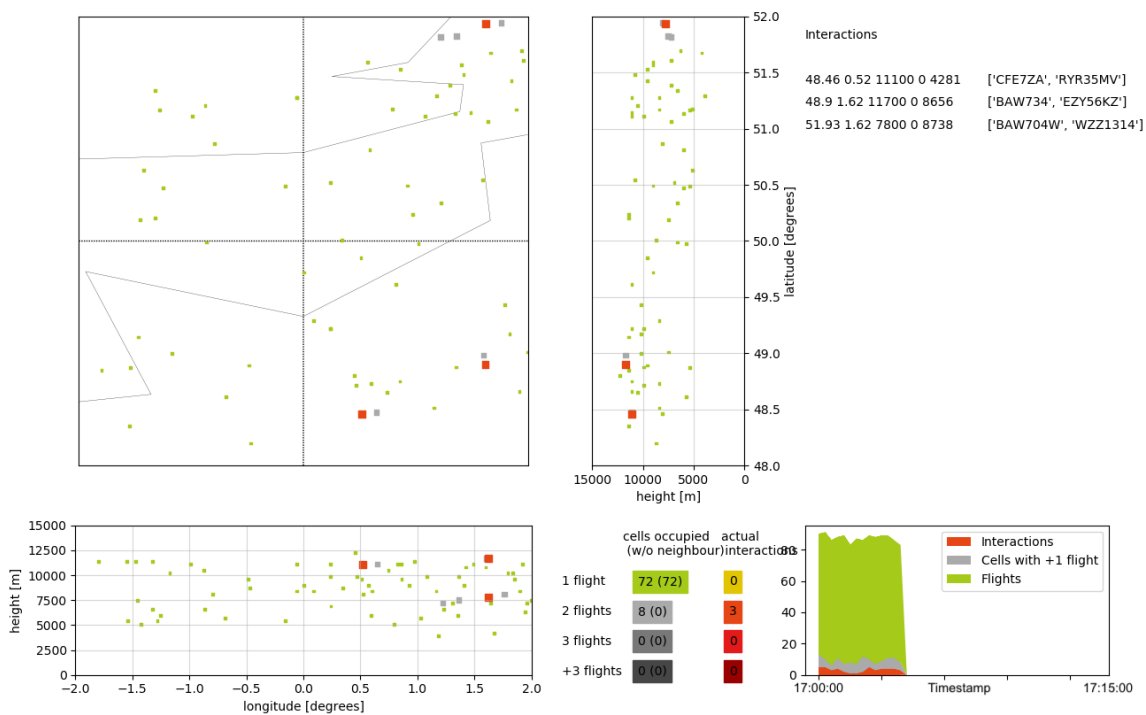 Interactions
48.46 0.52 11100 0 4281 ['CFE7ZA', 'RYR35MV']
48.9 1.62 11700 0 8656 ['BAW734', 'EZY56KZ']
51.93 1.62 7800 0 8738 ['BAW704W', 'WZZ1314']
52.0
51.5
51.0
50.5
50.0
49.5
49.0
48.5
48.0
latitude [degrees]
15000 10000 5000 0
height [m]
15000
12500
10000
7500
5000
2500
0
height [m]
−2.0 −1.5 −1.0 −0.5 0.0 0.5 1.0 1.5 2.0
longitude [degrees]
cells occupied actual
(w/o neighbour) interactions
1 flight 72 (72) 0
2 flights 8 (0) 3
3 flights 0 (0) 0
+3 flights 0 (0) 0
80
60
40
20
0
Interactions
Cells with +1 flight
Flights
17:00:00 Timestamp 17:15:00